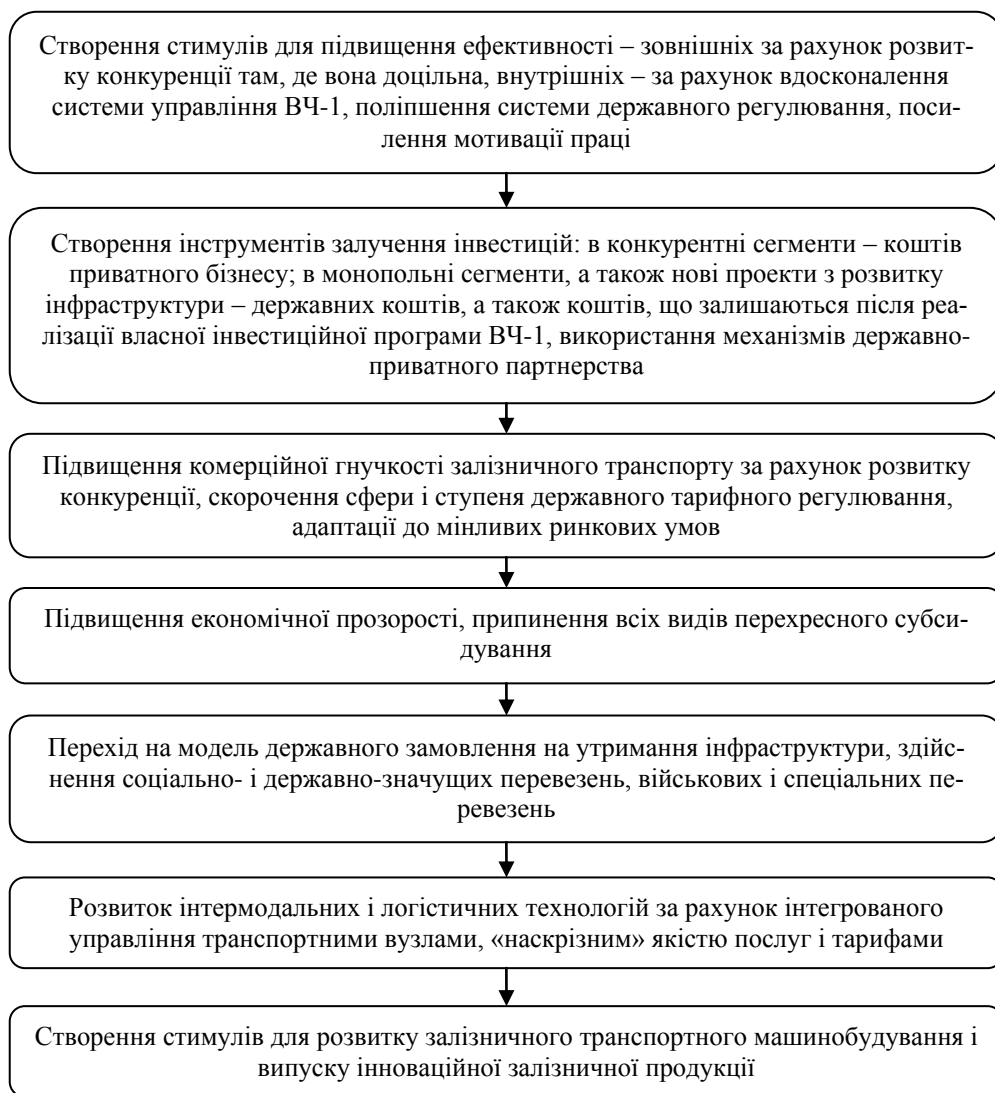 Створення стимулів для підвищення ефективності – зовнішніх за рахунок розвит-
ку конкуренції там, де вона доцільна, внутрішніх – за рахунок вдосконалення
системи управління ВЧ-1, поліпшення системи державного регулювання, поси-
лення мотивації праці
Створення інструментів залучення інвестицій: в конкурентні сегменти – коштів
приватного бізнесу; в монопольні сегменти, а також нові проекти з розвитку
інфраструктури – державних коштів, а також коштів, що залишаються після реа-
лізації власної інвестиційної програми ВЧ-1, використання механізмів державно-
приватного партнерства
Підвищення комерційної гнучкості залізничного транспорту за рахунок розвитку
конкуренції, скорочення сфери і ступеня державного тарифного регулювання,
адаптації до мінливих ринкових умов
Підвищення економічної прозорості, припинення всіх видів перехресного субси-
дування
Перехід на модель державного замовлення на утримання інфраструктури, здійс-
нення соціально- і державно-значущих перевезень, військових і спеціальних пе-
ревезень
Розвиток інтермодальних і логістичних технологій за рахунок інтегрованого
управління транспортними вузлами, «наскрізним» якістю послуг і тарифами
Створення стимулів для розвитку залізничного транспортного машинобудування і
випуску інноваційної залізничної продукції